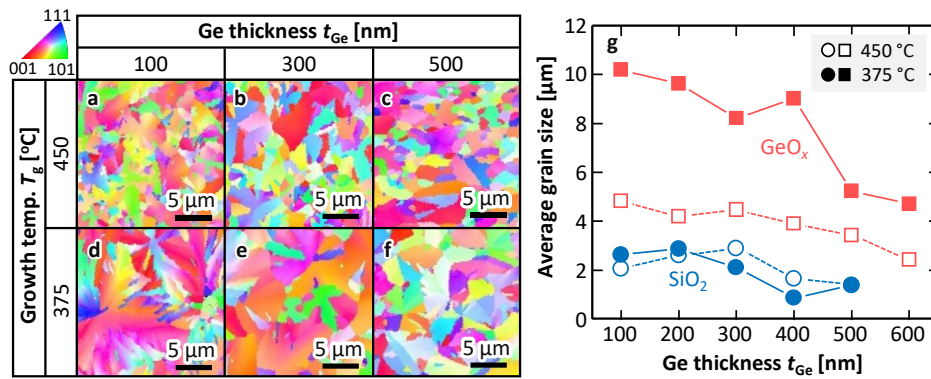 111
001 101
Ge thickness tGe [nm]
100 300 500
Growth temp. Tg [°C]
450
375
a
5 µm
b
5 µm
c
5 µm
d
5 µm
e
5 µm
f
5 µm
g
Average grain size [µm]
12
10
8
6
4
2
0
450 °C
375 °C
GeOx
SiO2
100 200 300 400 500 600
Ge thickness tGe [nm]